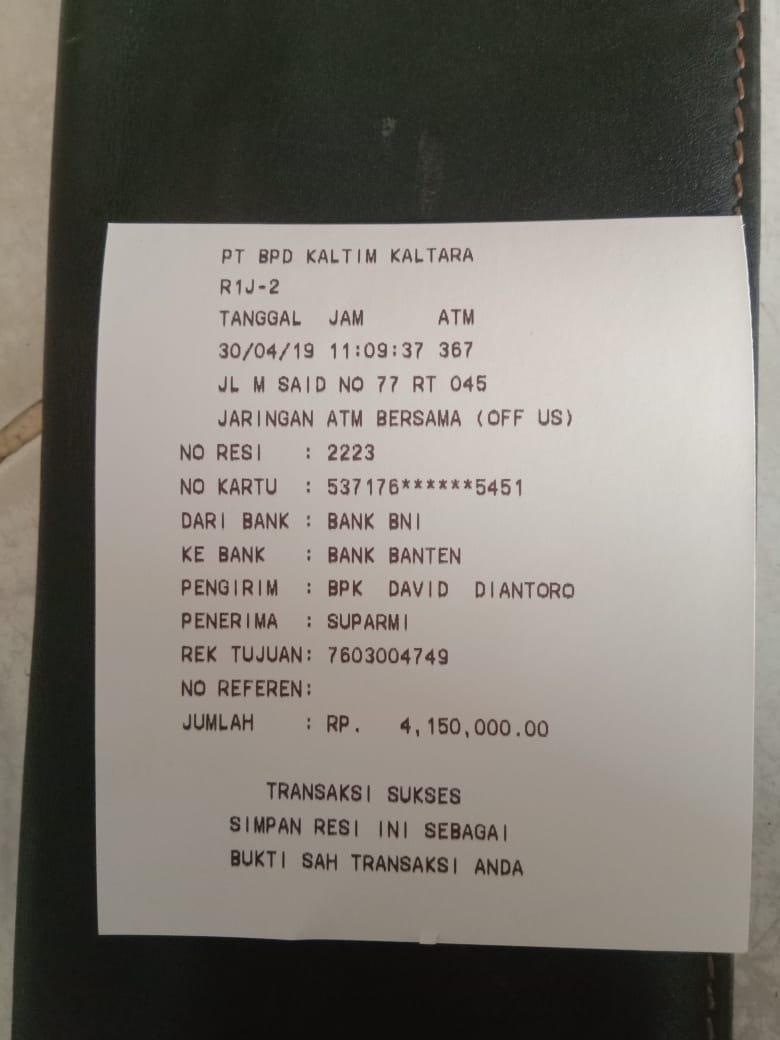 PT BPD KALTIM KALTARA
R1J-2
TANGGAL JAM ATM
30/04/19 11:09:37 367
JL M SAID NO 77 RT 045
JARINGAN ATM BERSAMA (OFF US)
NO RESI : 2223
NO KARTU : 537176******5451
DARI BANK : BANK BNI
KE BANK : BANK BANTEN
PENGIRIM : BPK DAVID DIANTORO
PENERIMA : SUPARMI
REK TUJUAN: 7603004749
NO REFEREN:
JUMLAH : RP. 4,150,000.00
TRANSAKSI SUKSES
SIMPAN RESI INI SEBAGAI
BUKTI SAH TRANSAKSI ANDA